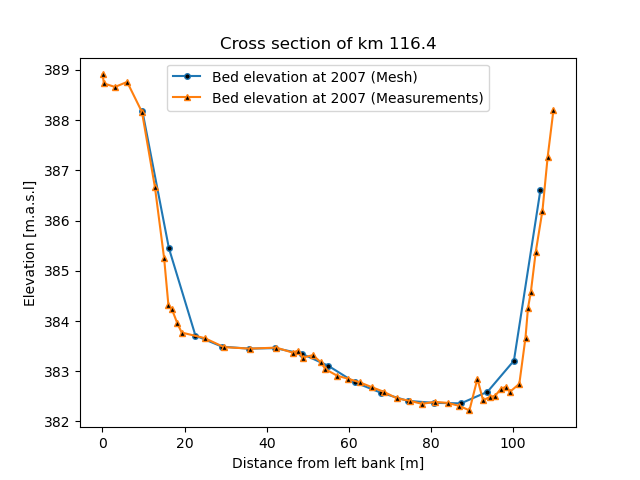 Cross section of km 116.4
Bed elevation at 2007 (Mesh)
Bed elevation at 2007 (Measurements)
389
388
387
386
385
384
383
382
Elevation [m.a.s.l]
0 20 40 60 80 100
Distance from left bank [m]